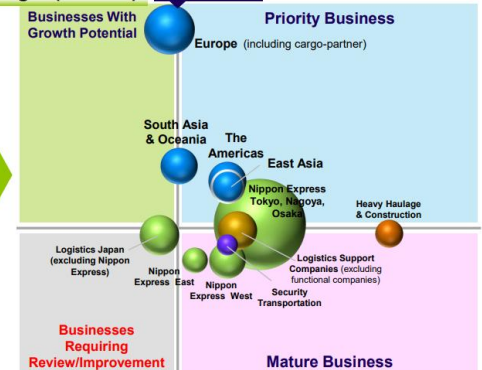 Businesses With
Growth Potential
Priority Business
Europe (including cargo-partner)
South Asia
& Oceania
The
Americas
East Asia
Nippon Express
Tokyo, Nagoya,
Osaka
Heavy Haulage
& Construction
Logistics Japan
(excluding Nippon
Express)
Nippon
Express East
Nippon
Express West
Logistics Support
Companies (excluding
functional companies)
Security
Transportation
Businesses
Requiring
Review/Improvement
Mature Business